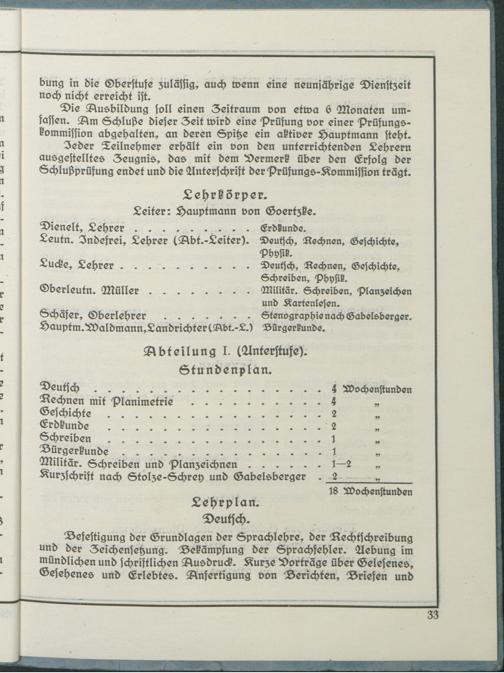 bung in die Oberstufe zulässig, auch wenn eine neunjährige Dienstzeit
noch nicht erreicht ist.
Die Ausbildung soll einen Zeitraum von etwa 6 Monaten um-
fassen. Am Schluße dieser Zeit wird eine Prüfung vor einer Prüfungs-
kommission abgehalten, an deren Spitze ein aktiver Hauptmann steht.
Jeder Teilnehmer erhält ein von den unterrichtenden Lehrern
ausgestelltes Zeugnis, das mit dem Vermerk über den Erfolg der
Schlußprüfung endet und die Unterschrift der Prüfungs-Kommission trägt.
Lehrkörper.
Leiter: Hauptmann von Goertzke.
Dienelt, Lehrer . . . . . . . . . Erdkunde.
Leutn. Indefrei, Lehrer (Abt.-Leiter). Deutsch, Rechnen, Geschichte,
Physik.
Lucke, Lehrer . . . . . . . . . . Deutsch, Rechnen, Geschichte,
Schreiben, Physik.
Oberleutn. Müller . . . . . . . . Militär. Schreiben, Planzeichen
und Kartenlesen.
Schäfer, Oberlehrer . . . . . . . Stenographie nach Gabelsberger.
Hauptm. Waldmann, Landrichter (Abt.-L.) Bürgerkunde.
Abteilung I. (Unterstufe).
Stundenplan.
Deutsch . . . . . . . . . . . . . . . . 4 Wochenstunden
Rechnen mit Planimetrie . . . . . . . . . 4 „
Geschichte . . . . . . . . . . . . . . . 2 „
Erdkunde . . . . . . . . . . . . . . . 2 „
Schreiben . . . . . . . . . . . . . . . 1 „
Bürgerkunde . . . . . . . . . . . . . . 1 „
Militär. Schreiben und Planzeichnen . . . . . . 1—2 „
Kurzschrift nach Stolze-Schrey und Gabelsberger . 2 „
18 Wochenstunden
Lehrplan.
Deutsch.
Befestigung der Grundlagen der Sprachlehre, der Rechtschreibung
und der Zeichensetzung. Bekämpfung der Sprachfehler. Uebung im
mündlichen und schriftlichen Ausdruck. Kurze Vorträge über Gelesenes,
Gesehenes und Erlebtes. Anfertigung von Berichten, Briefen und
33